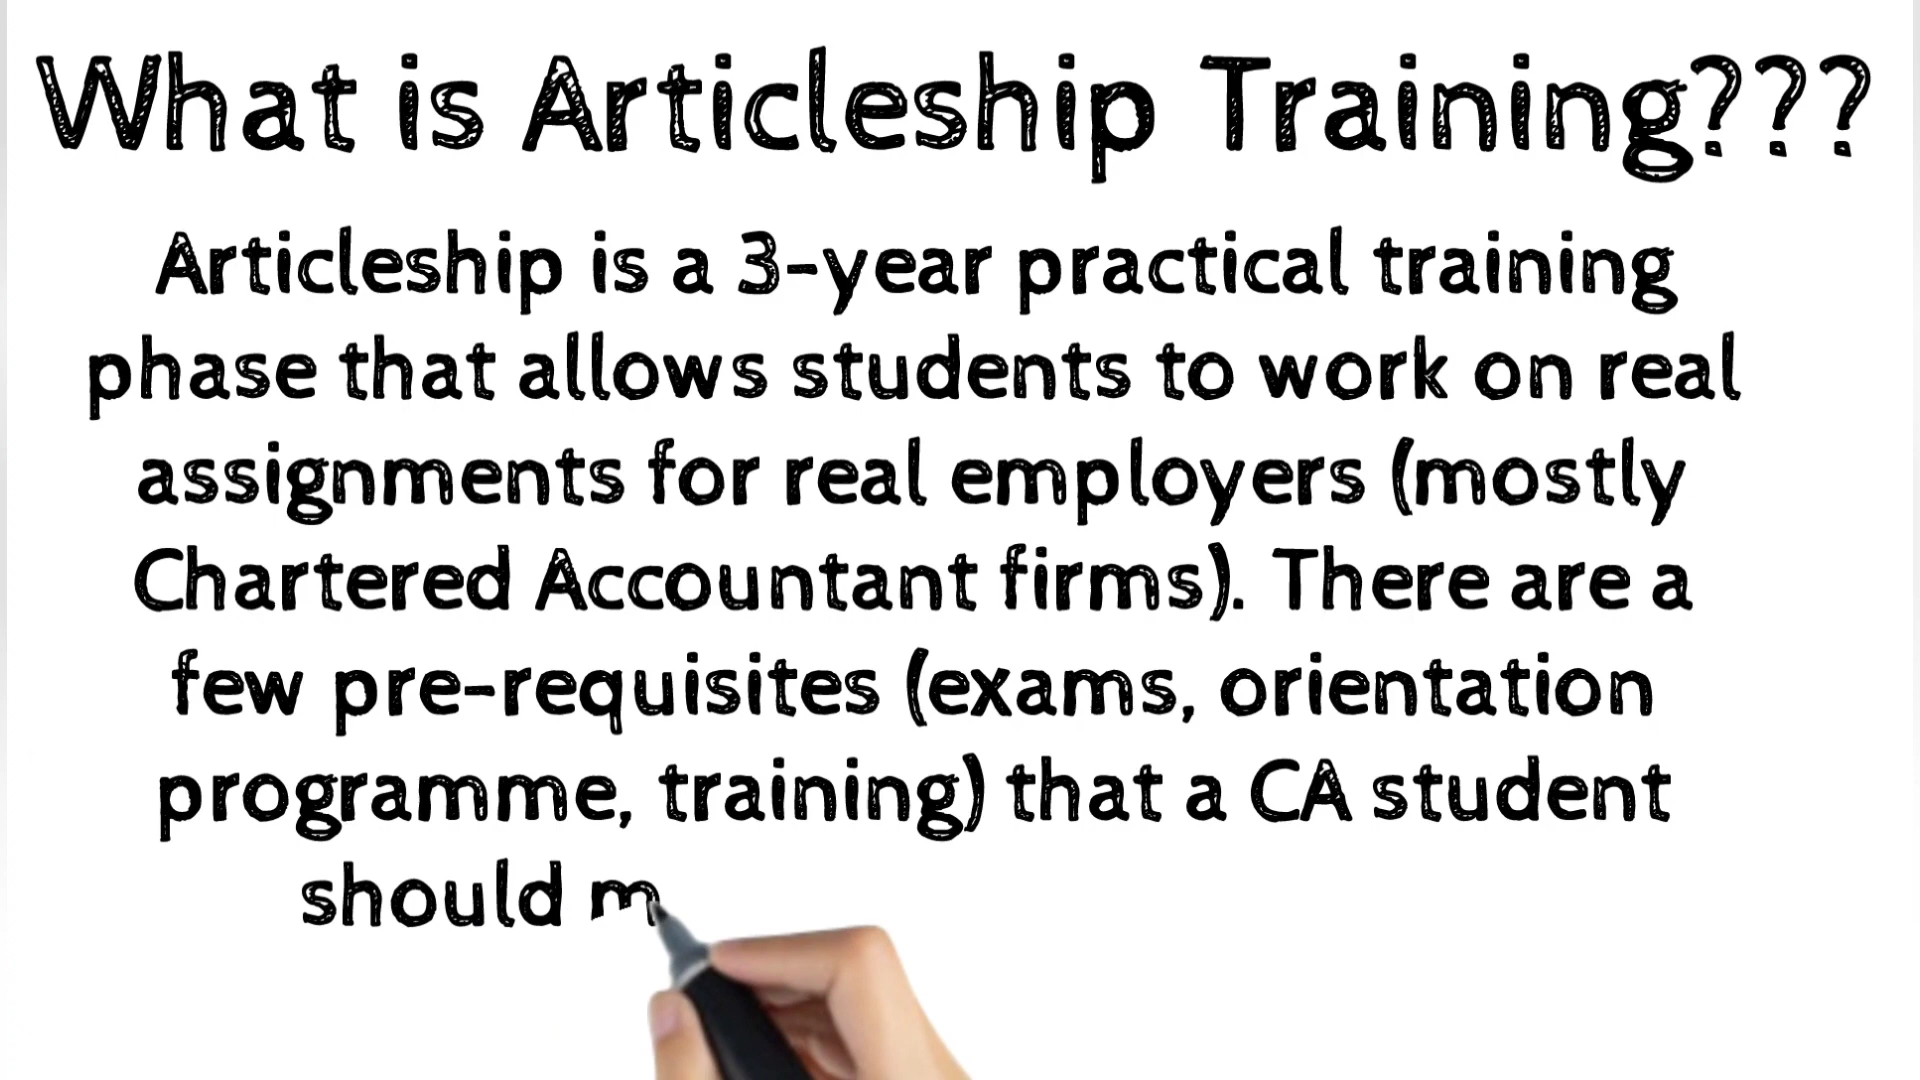 What is Articleship Training???
Articleship is a 3-year practical training
phase that allows students to work on real
assignments for real employers (mostly
Chartered Accountant firms). There are a
few pre-requisites (exams, orientation
programme, training) that a CA student
should m